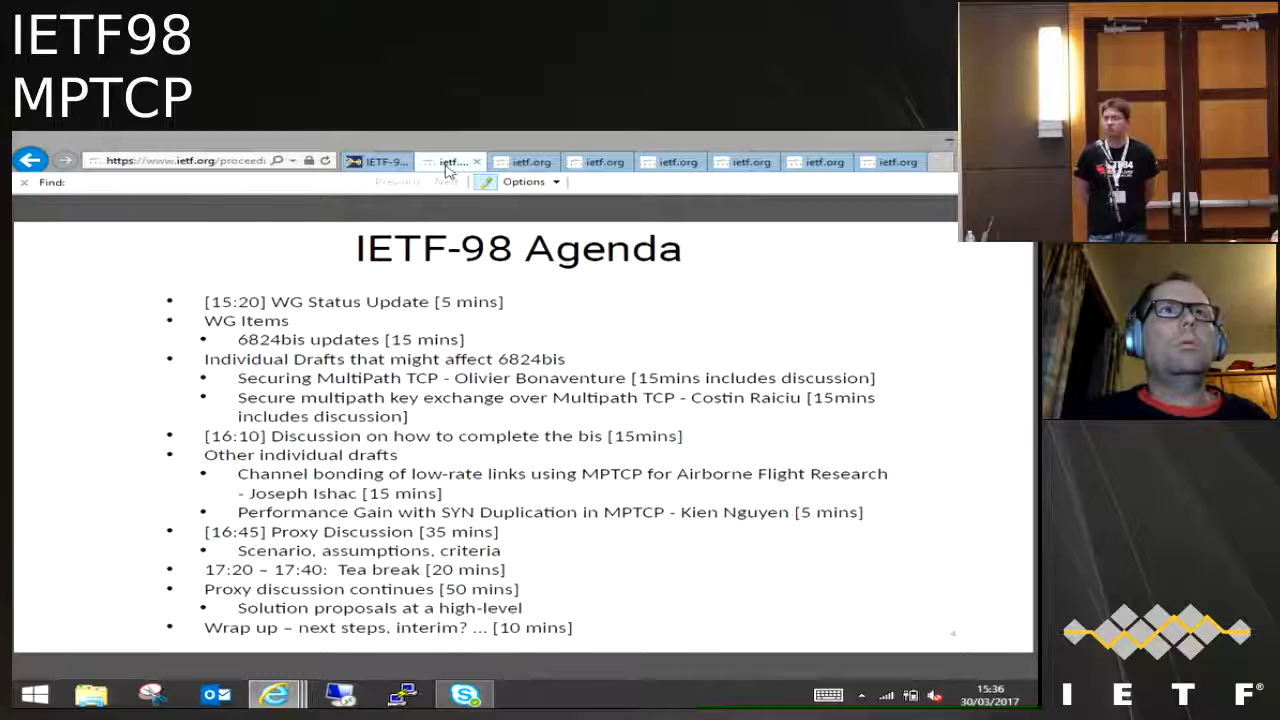 IETF98
MPTCP
https://www.ietf.org/proceedi
IETF-9...
ietf....
ietf.org
ietf.org
ietf.org
ietf.org
ietf.org
ietf.org
Find:
Previous
Next
Options
IETF-98 Agenda
• [15:20] WG Status Update [5 mins]
• WG Items
• 6824bis updates [15 mins]
• Individual Drafts that might affect 6824bis
• Securing MultiPath TCP - Olivier Bonaventure [15mins includes discussion]
• Secure multipath key exchange over Multipath TCP - Costin Raiciu [15mins
includes discussion]
• [16:10] Discussion on how to complete the bis [15mins]
• Other individual drafts
• Channel bonding of low-rate links using MPTCP for Airborne Flight Research
- Joseph Ishac [15 mins]
• Performance Gain with SYN Duplication in MPTCP - Kien Nguyen [5 mins]
• [16:45] Proxy Discussion [35 mins]
• Scenario, assumptions, criteria
• 17:20 – 17:40: Tea break [20 mins]
• Proxy discussion continues [50 mins]
• Solution proposals at a high-level
• Wrap up – next steps, interim? ... [10 mins]
4
15:36
30/03/2017
I E T F®